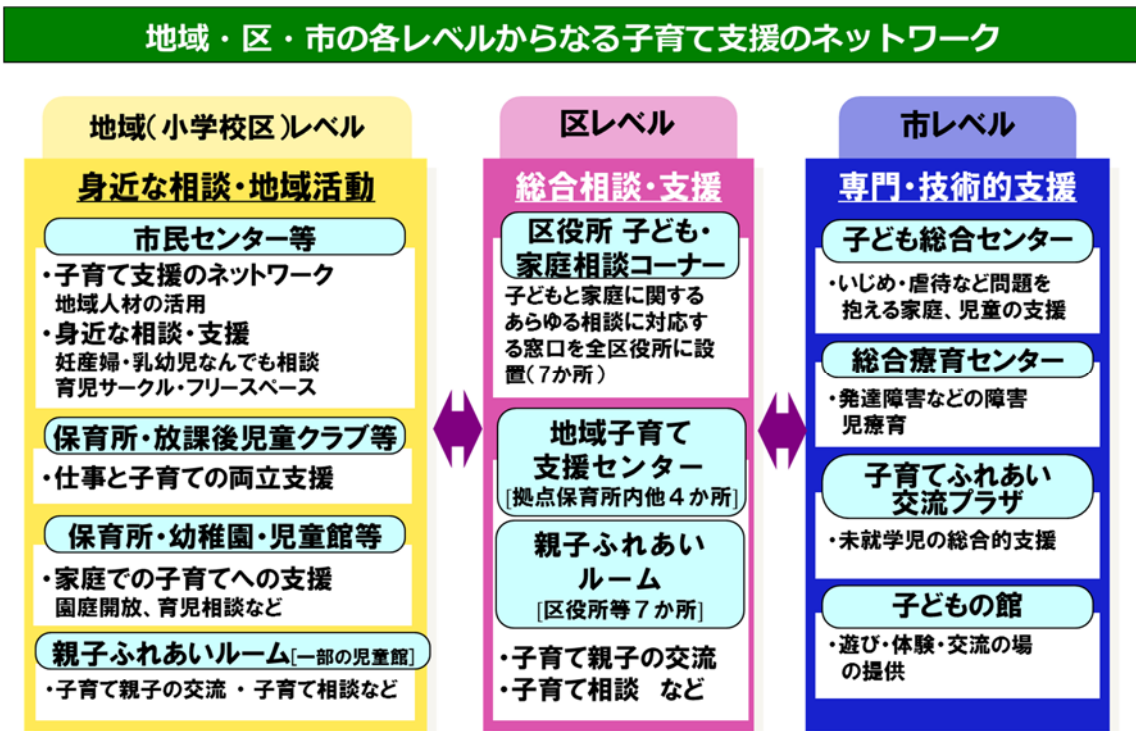 地域・区・市の各レベルからなる子育て支援のネットワーク
地域(小学校区)レベル
身近な相談・地域活動
市民センター等
・子育て支援のネットワーク
地域人材の活用
・身近な相談・支援
妊産婦・乳幼児なんでも相談
育児サークル・フリースペース
保育所・放課後児童クラブ等
・仕事と子育ての両立支援
保育所・幼稚園・児童館等
・家庭での子育てへの支援
園庭開放、育児相談など
親子ふれあいルーム[一部の児童館]
・子育て親子の交流 ・ 子育て相談など
区レベル
総合相談・支援
区役所 子ども・
家庭相談コーナー
子どもと家庭に関する
あらゆる相談に対応す
る窓口を全区役所に設
置(7か所)
地域子育て
支援センター
[拠点保育所内他4か所]
親子ふれあい
ルーム
[区役所等7か所]
・子育て親子の交流
・子育て相談 など
市レベル
専門・技術的支援
子ども総合センター
・いじめ・虐待など問題を
抱える家庭、児童の支援
総合療育センター
・発達障害などの障害
児療育
子育てふれあい
交流プラザ
・未就学児の総合的支援
子どもの館
・遊び・体験・交流の場
の提供